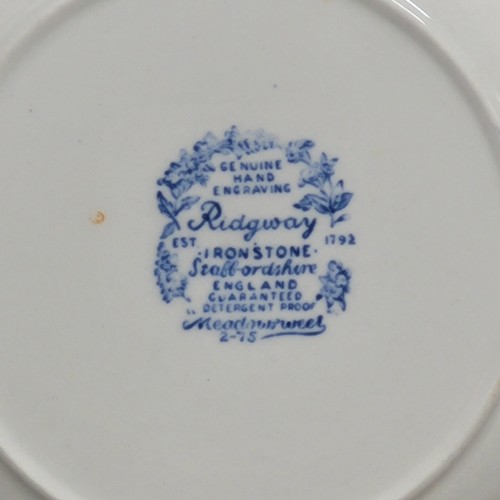 GENUINE
HAND
ENGRAVING
Ridgway
EST. 1792
·IRONSTONE·
Staffordshire
ENGLAND
GUARANTEED
DETERGENT PROOF
Meadowsweet
2-75